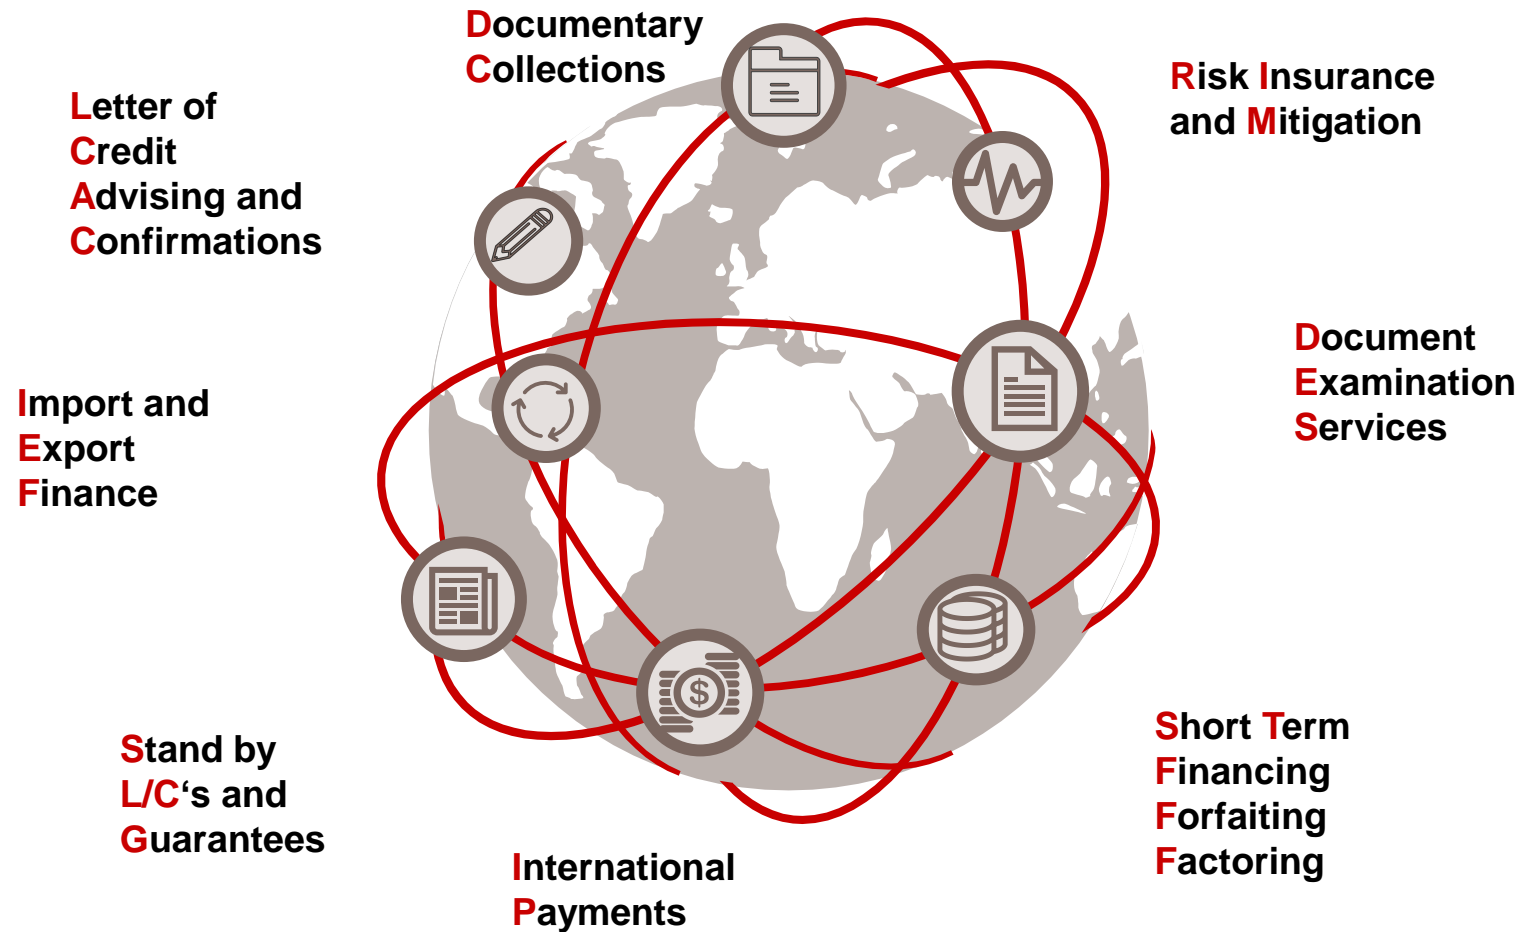 Documentary
Collections
Letter of
Credit
Advising and
Confirmations
Risk Insurance
and Mitigation
Import and
Export
Finance
Document
Examination
Services
$
Stand by
L/C‘s and
Guarantees
International
Payments
Short Term
Financing
Forfaiting
Factoring